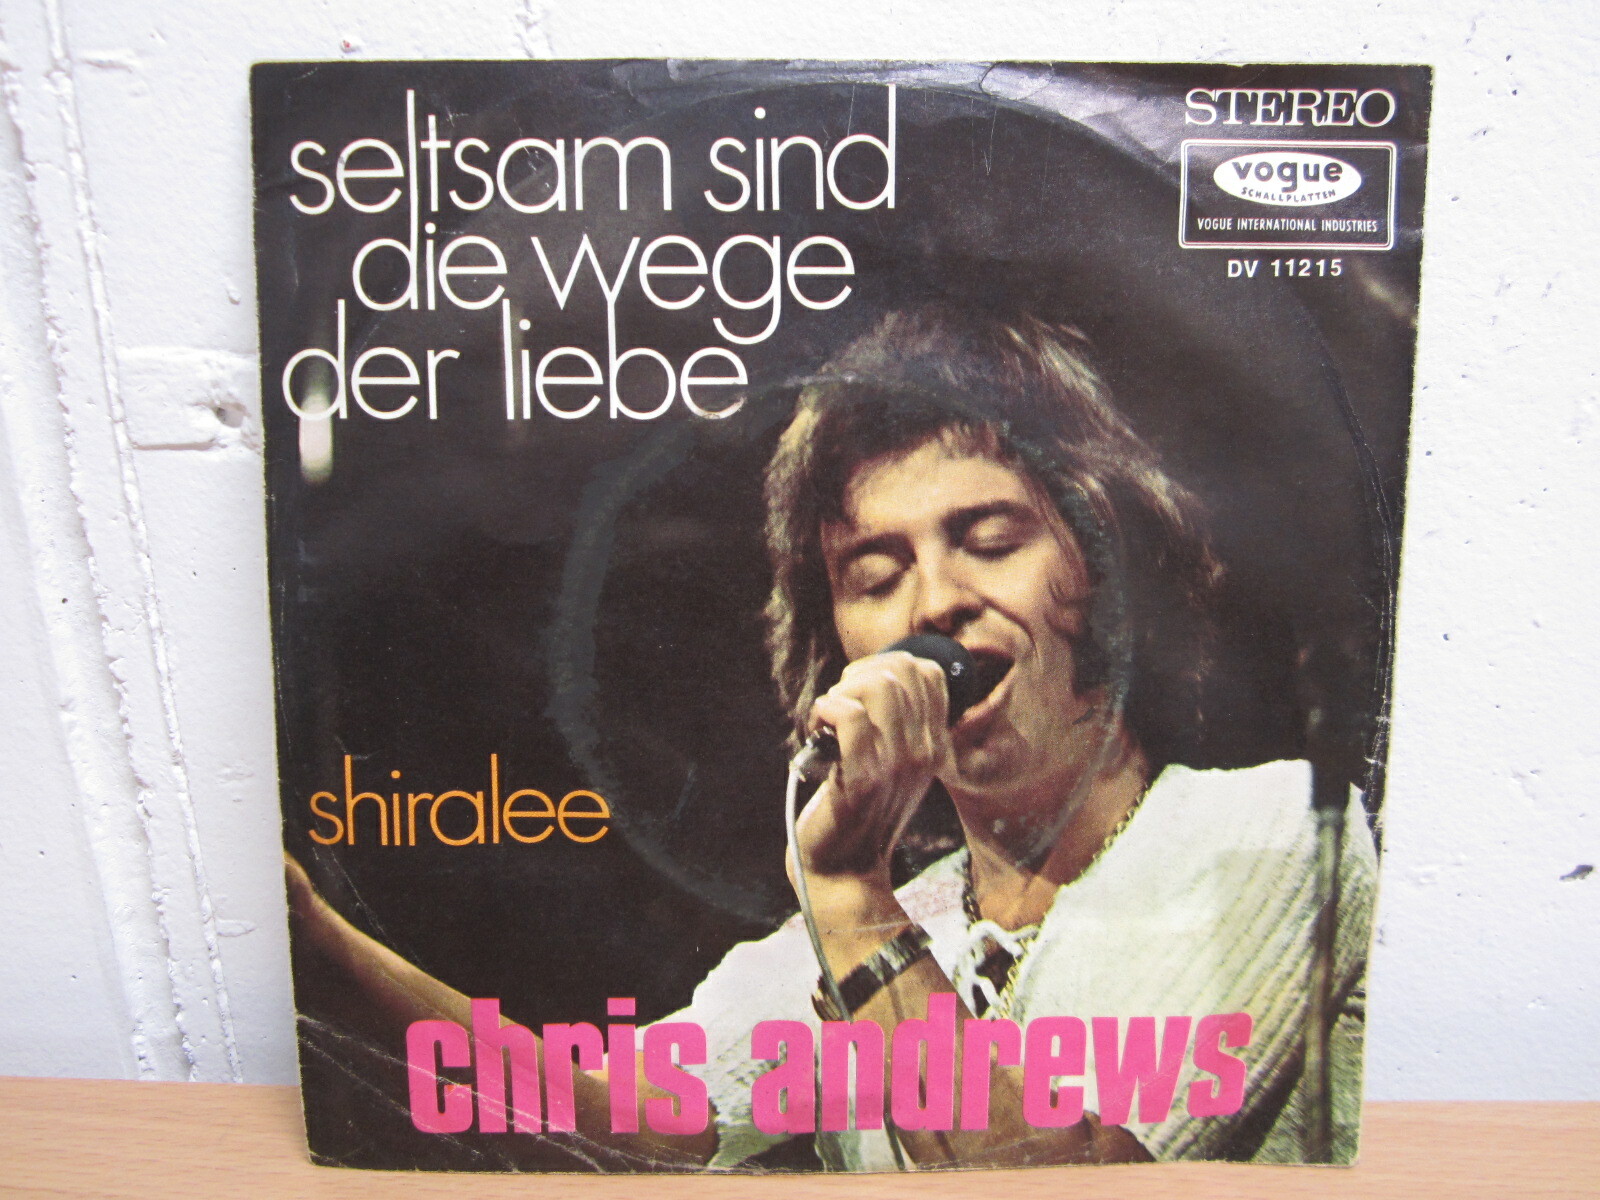 seltsam sind
die wege
der liebe
STEREO
vogue
SCHALLPLATTEN
VOGUE INTERNATIONAL INDUSTRIES
DV 11215
shiralee
chris andrews